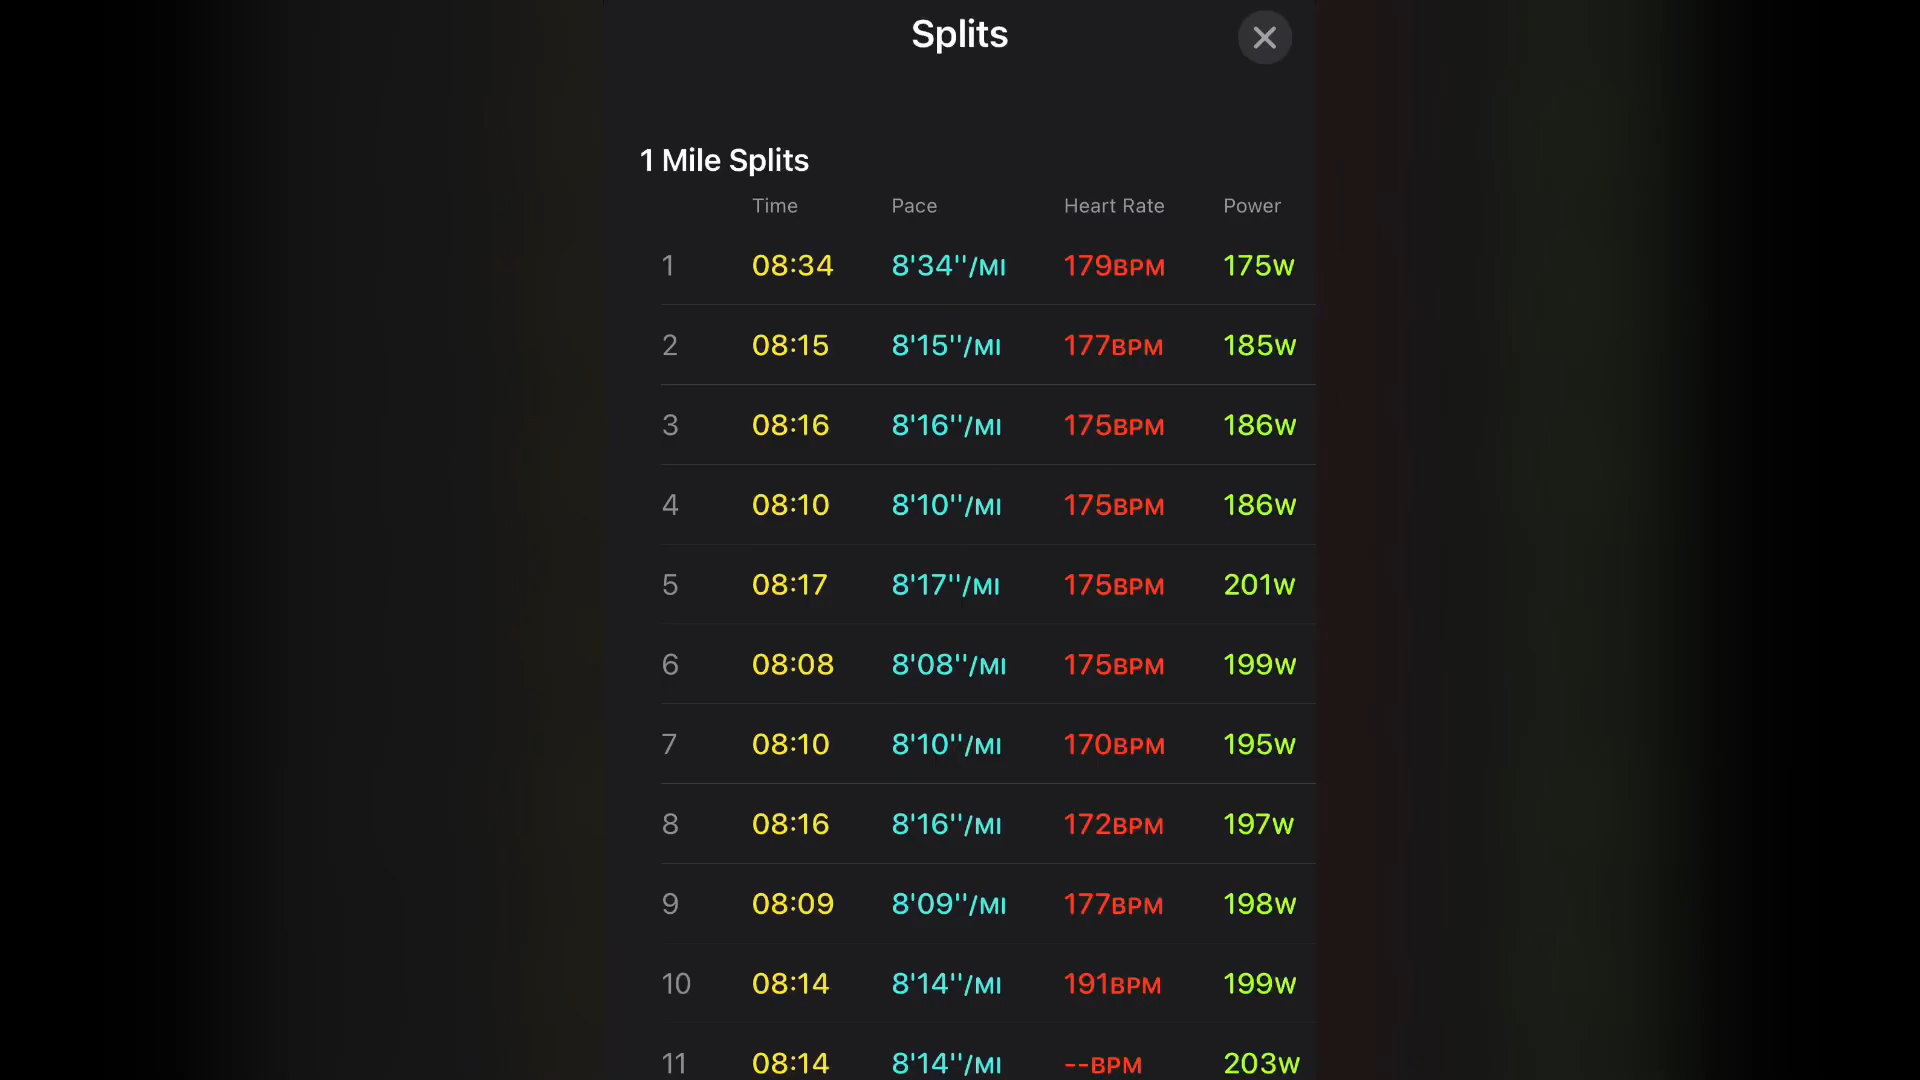 Splits
1 Mile Splits
Time Pace Heart Rate Power
1 08:34 8'34''/MI 179BPM 175W
2 08:15 8'15''/MI 177BPM 185W
3 08:16 8'16''/MI 175BPM 186W
4 08:10 8'10''/MI 175BPM 186W
5 08:17 8'17''/MI 175BPM 201W
6 08:08 8'08''/MI 175BPM 199W
7 08:10 8'10''/MI 170BPM 195W
8 08:16 8'16''/MI 172BPM 197W
9 08:09 8'09''/MI 177BPM 198W
10 08:14 8'14''/MI 191BPM 199W
11 08:14 8'14''/MI --BPM 203W